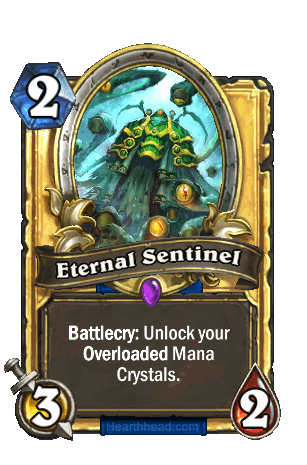 2
Eternal Sentinel
Battlecry: Unlock your
Overloaded Mana
Crystals.
3
2
Hearthhead.com